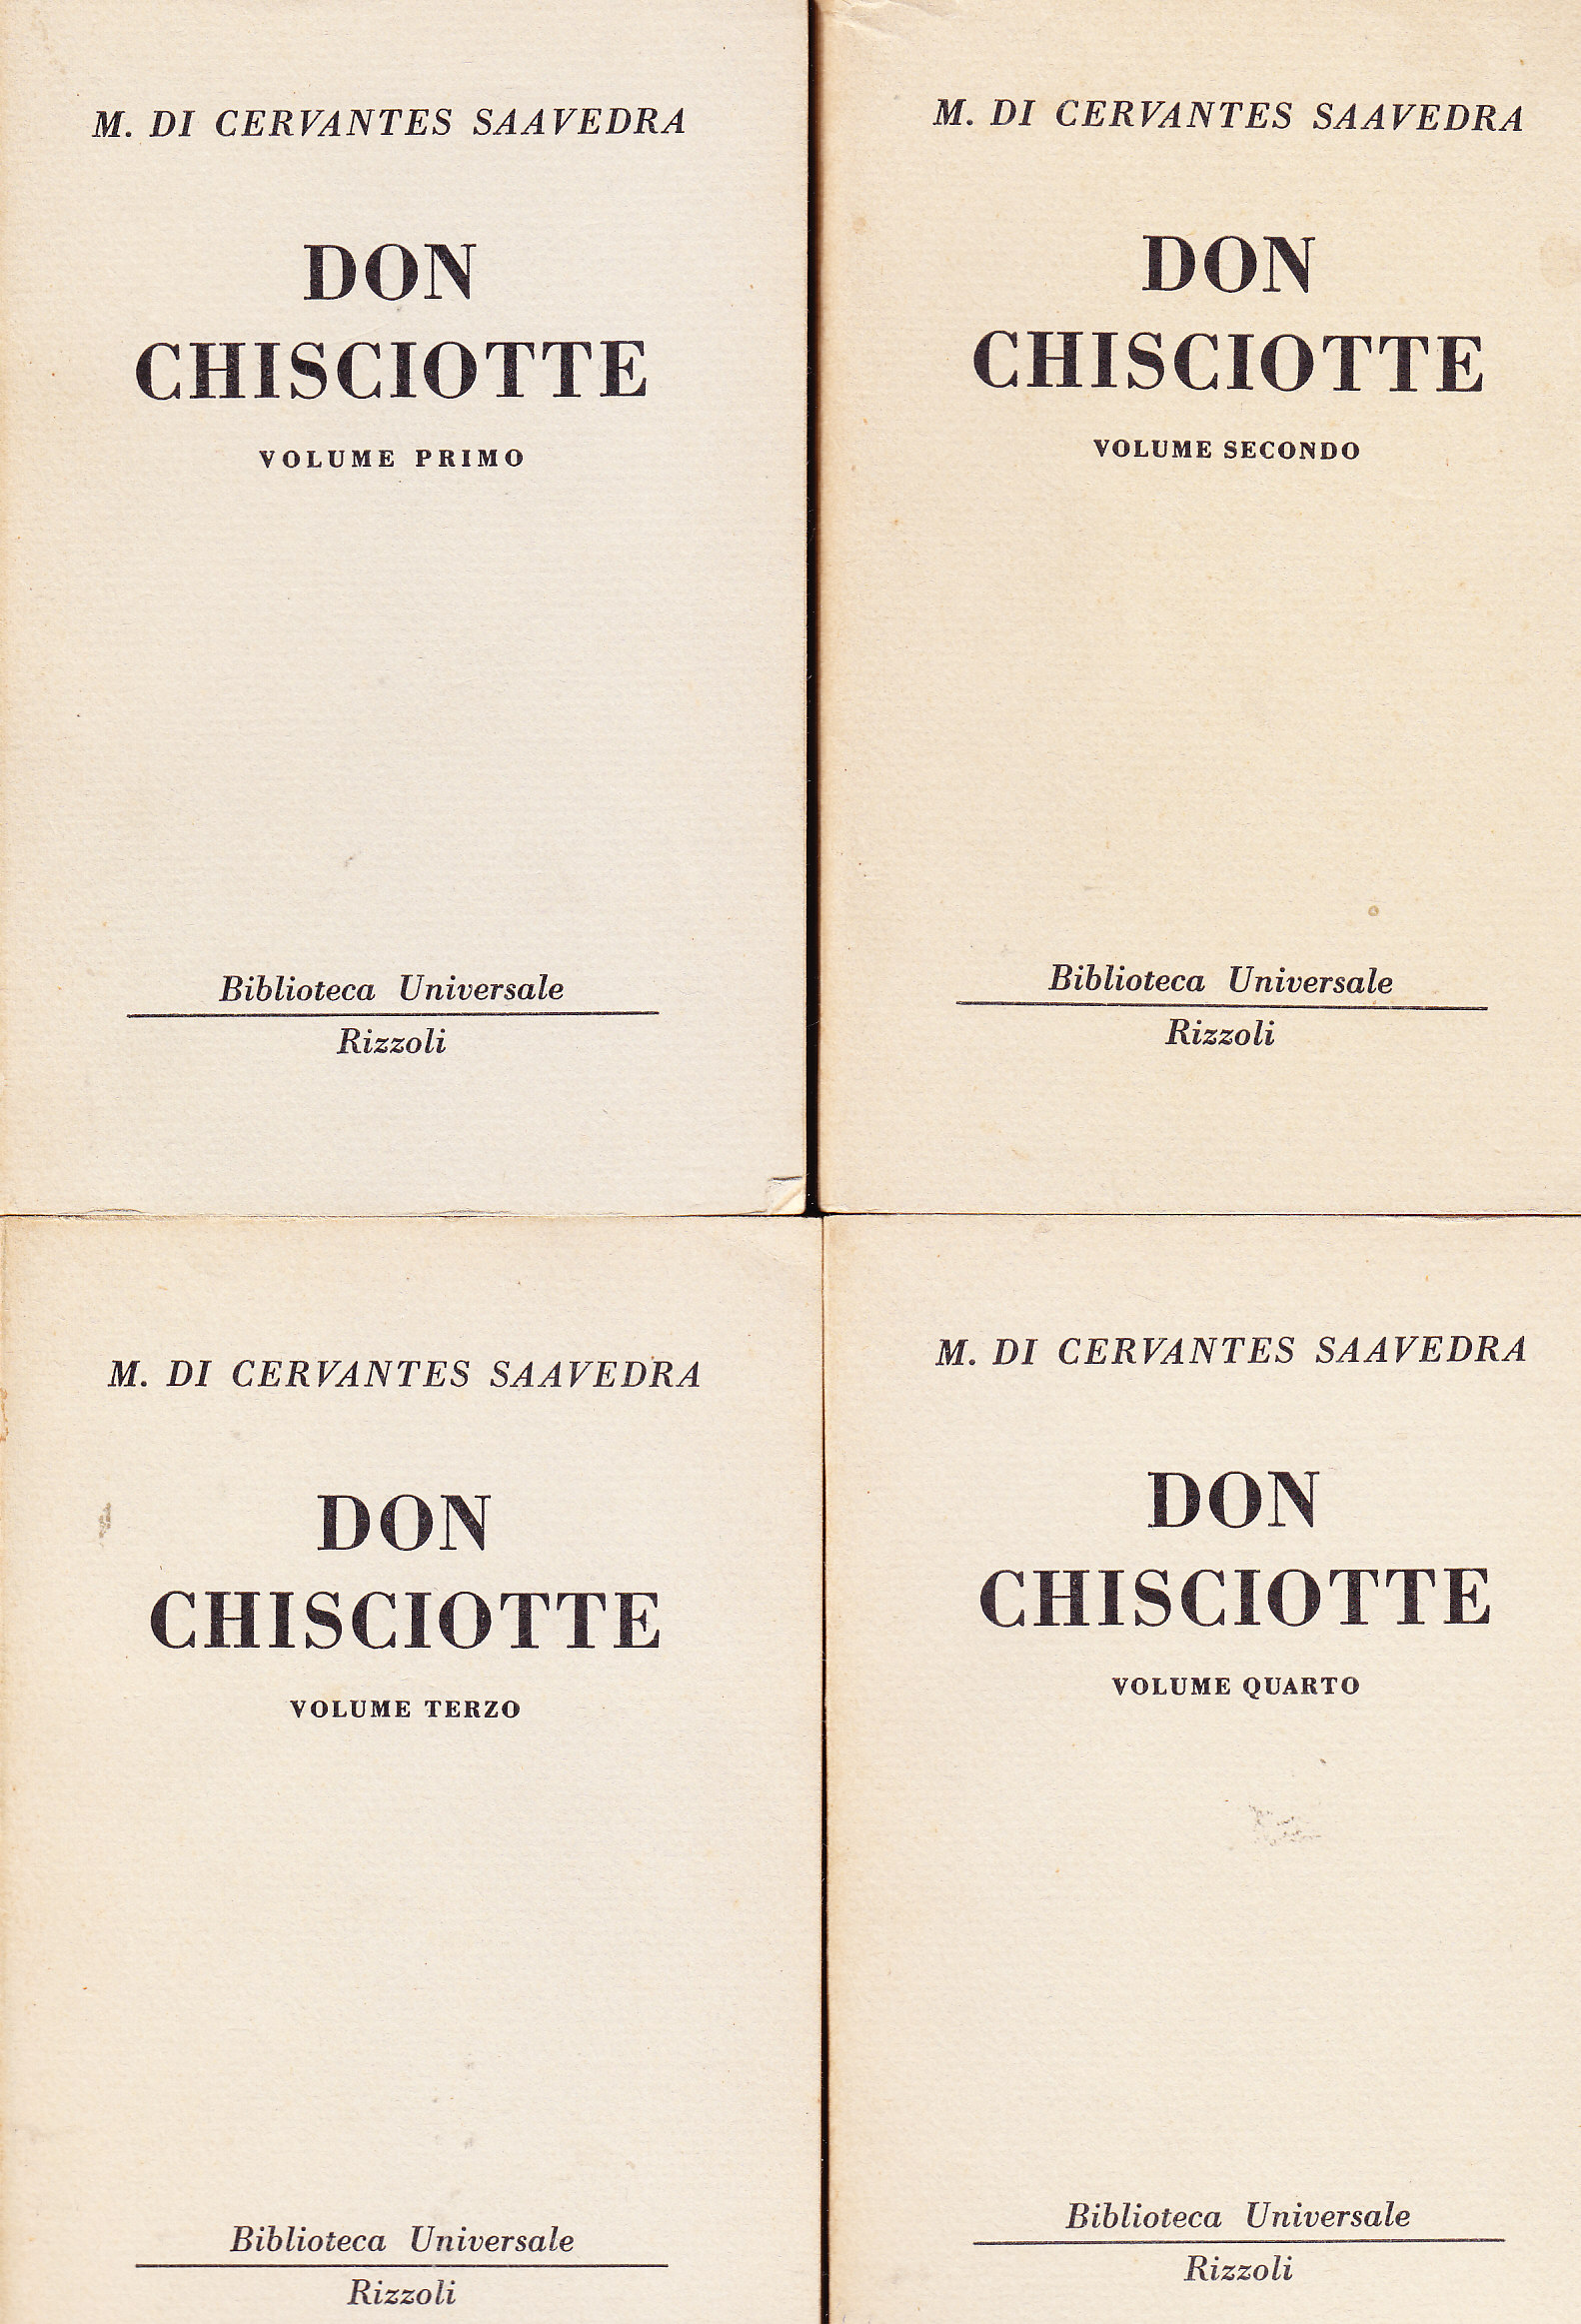 M. DI CERVANTES SAAVEDRA
DON
CHISCIOTTE
VOLUME PRIMO
Biblioteca Universale
Rizzoli
M. DI CERVANTES SAAVEDRA
DON
CHISCIOTTE
VOLUME SECONDO
Biblioteca Universale
Rizzoli
M. DI CERVANTES SAAVEDRA
DON
CHISCIOTTE
VOLUME TERZO
Biblioteca Universale
Rizzoli
M. DI CERVANTES SAAVEDRA
DON
CHISCIOTTE
VOLUME QUARTO
Biblioteca Universale
Rizzoli